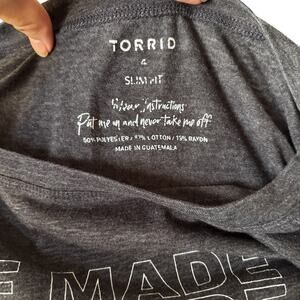 TORRID
4
SLIM FIT
Wear instructions:
Put me on and never take me off.
50% POLYESTER / 37% COTTON / 13% RAYON
MADE IN GUATEMALA
E MADE